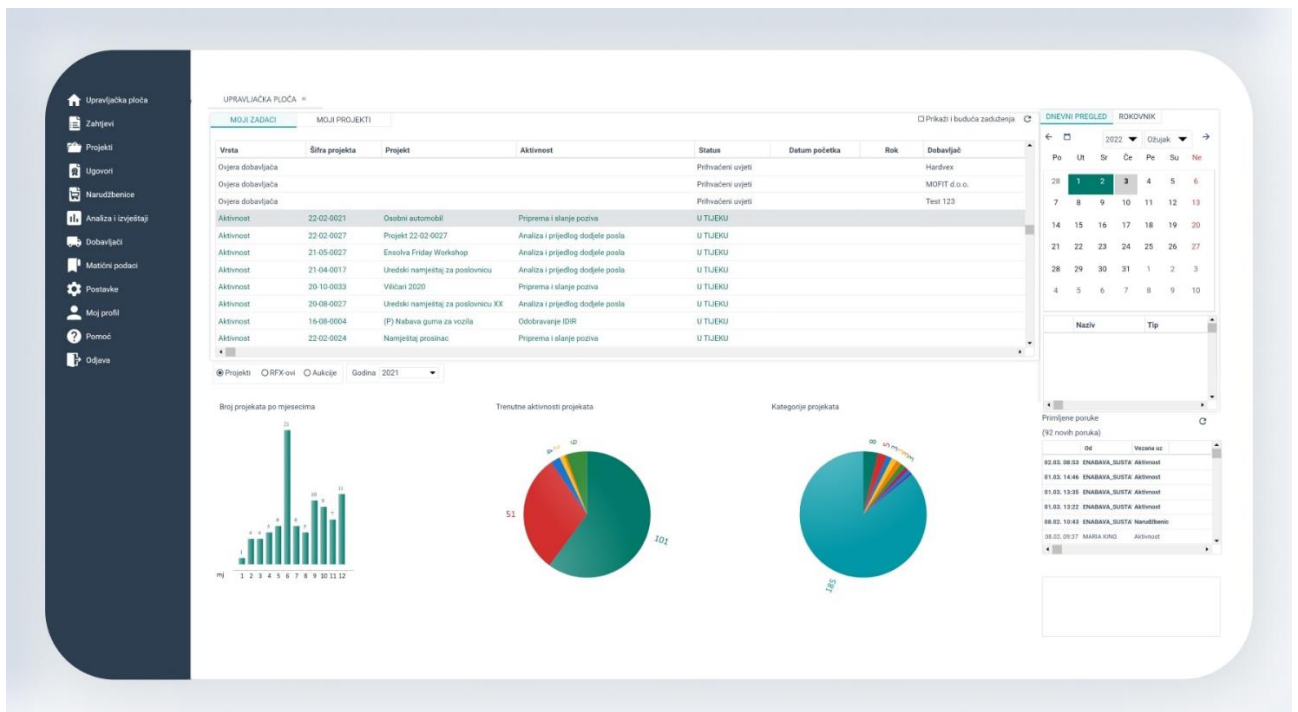 Upravljačka ploča
Zahtjevi
Projekti
Ugovori
Narudžbenice
Analiza i izvještaji
Dobavljači
Matični podaci
Postavke
Moj profil
Pomoć
Odjava
UPRAVLJAČKA PLOČA ×
MOJI ZADACI MOJI PROJEKTI Prikaži i buduća zaduženja
Vrsta Šifra projekta Projekt Aktivnost Status Datum početka Rok Dobavljač
Ovjera dobavljača Prihvaćeni uvjeti Hardvex
Ovjera dobavljača Prihvaćeni uvjeti MOFIT d.o.o.
Ovjera dobavljača Prihvaćeni uvjeti Test 123
Aktivnost 22-02-0021 Osobni automobil Priprema i slanje poziva U TIJEKU
Aktivnost 22-02-0027 Projekt 22-02-0027 Analiza i prijedlog dodjele posla U TIJEKU
Aktivnost 21-05-0027 Ensolva Friday Workshop Analiza i prijedlog dodjele posla U TIJEKU
Aktivnost 21-04-0017 Uredski namještaj za poslovnicu Analiza i prijedlog dodjele posla U TIJEKU
Aktivnost 20-10-0033 Viličari 2020 Priprema i slanje poziva U TIJEKU
Aktivnost 20-08-0027 Uredski namještaj za poslovnicu XX Analiza i prijedlog dodjele posla U TIJEKU
Aktivnost 16-08-0004 (P) Nabava guma za vozila Odobravanje IDIR U TIJEKU
Aktivnost 22-02-0024 Namještaj prosinac Priprema i slanje poziva U TIJEKU
Projekti RFX-ovi Aukcije Godina 2021
Broj projekata po mjesecima
21
10
9
11
mj 1 2 3 4 5 6 7 8 9 10 11 12
Trenutne aktivnosti projekata
51
101
Kategorije projekata
8
5
185
DNEVNI PREGLED ROKOVNIK
2022 Ožujak
Po Ut Sr Če Pe Su Ne
28 1 2 3 4 5 6
7 8 9 10 11 12 13
14 15 16 17 18 19 20
21 22 23 24 25 26 27
28 29 30 31 1 2 3
4 5 6 7 8 9 10
Naziv Tip
Primljene poruke
(92 novih poruka)
Od Vezana uz
02.03. 08:53 ENABAVA_SUSTA Aktivnost
01.03. 14:46 ENABAVA_SUSTA Aktivnost
01.03. 13:35 ENABAVA_SUSTA Aktivnost
01.03. 13:22 ENABAVA_SUSTA Aktivnost
08.02. 10:43 ENABAVA_SUSTA Narudžbenic
08.02. 09:37 MARIA KING Aktivnost